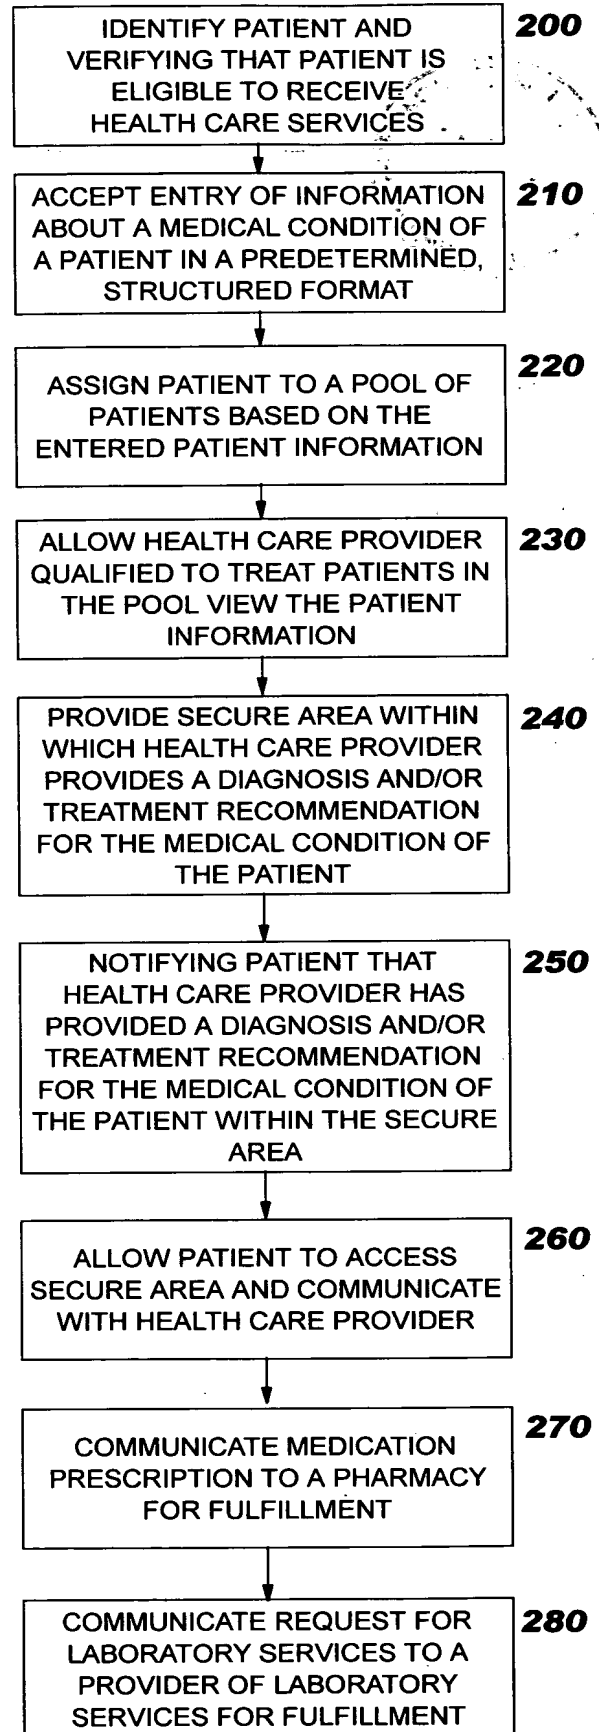 IDENTIFY PATIENT AND
VERIFYING THAT PATIENT IS
ELIGIBLE TO RECEIVE
HEALTH CARE SERVICES
200
ACCEPT ENTRY OF INFORMATION
ABOUT A MEDICAL CONDITION OF
A PATIENT IN A PREDETERMINED,
STRUCTURED FORMAT
210
ASSIGN PATIENT TO A POOL OF
PATIENTS BASED ON THE
ENTERED PATIENT INFORMATION
220
ALLOW HEALTH CARE PROVIDER
QUALIFIED TO TREAT PATIENTS IN
THE POOL VIEW THE PATIENT
INFORMATION
230
PROVIDE SECURE AREA WITHIN
WHICH HEALTH CARE PROVIDER
PROVIDES A DIAGNOSIS AND/OR
TREATMENT RECOMMENDATION
FOR THE MEDICAL CONDITION OF
THE PATIENT
240
NOTIFYING PATIENT THAT
HEALTH CARE PROVIDER HAS
PROVIDED A DIAGNOSIS AND/OR
TREATMENT RECOMMENDATION
FOR THE MEDICAL CONDITION OF
THE PATIENT WITHIN THE SECURE
AREA
250
ALLOW PATIENT TO ACCESS
SECURE AREA AND COMMUNICATE
WITH HEALTH CARE PROVIDER
260
COMMUNICATE MEDICATION
PRESCRIPTION TO A PHARMACY
FOR FULFILLMENT
270
COMMUNICATE REQUEST FOR
LABORATORY SERVICES TO A
PROVIDER OF LABORATORY
SERVICES FOR FULFILLMENT
280